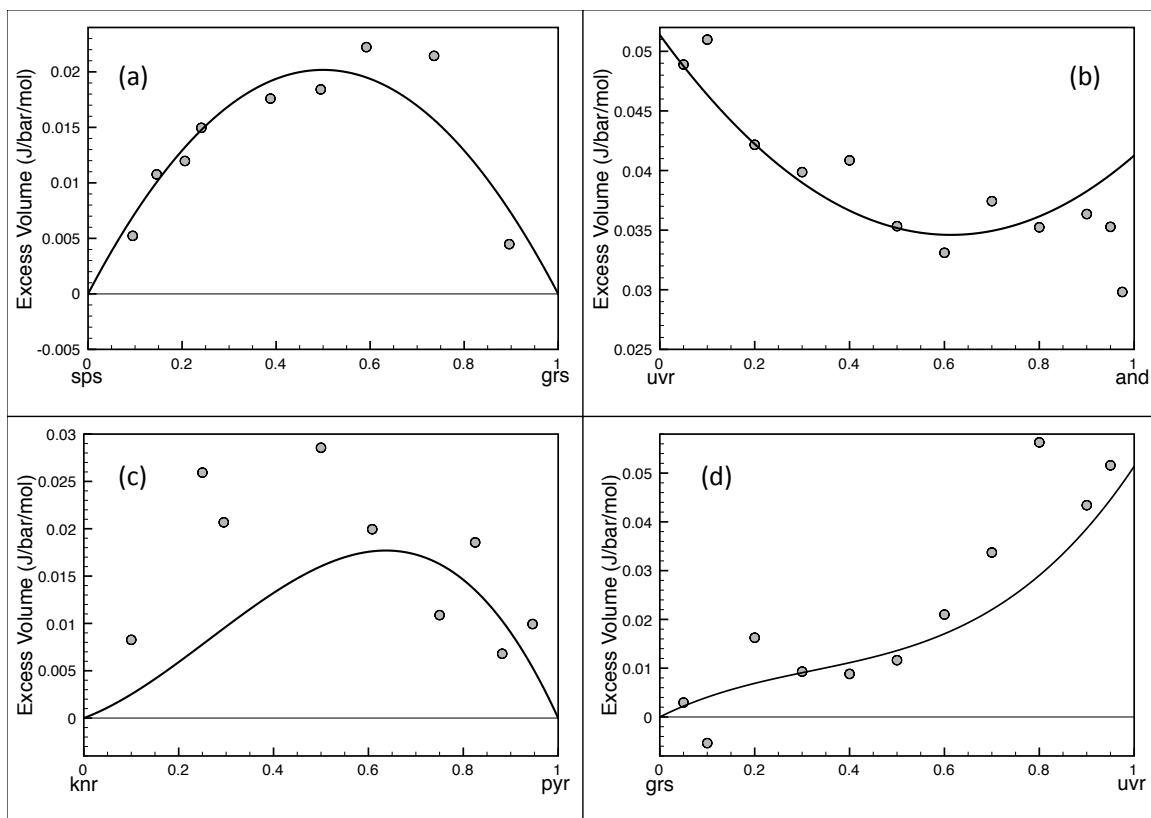 (a)
Excess Volume (J/bar/mol)
0.02
0.015
0.01
0.005
0
-0.005
0 0.2 0.4 0.6 0.8 1
sps grs
(b)
Excess Volume (J/bar/mol)
0.05
0.045
0.04
0.035
0.03
0.025
0 0.2 0.4 0.6 0.8 1
uvr and
(c)
Excess Volume (J/bar/mol)
0.03
0.025
0.02
0.015
0.01
0.005
0
0 0.2 0.4 0.6 0.8 1
knr pyr
(d)
Excess Volume (J/bar/mol)
0.05
0.04
0.03
0.02
0.01
0
0 0.2 0.4 0.6 0.8 1
grs uvr